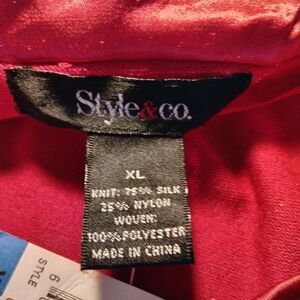 Style&co.
XL
KNIT: 75% SILK
25% NYLON
WOVEN:
100% POLYESTER
MADE IN CHINA
STYLE